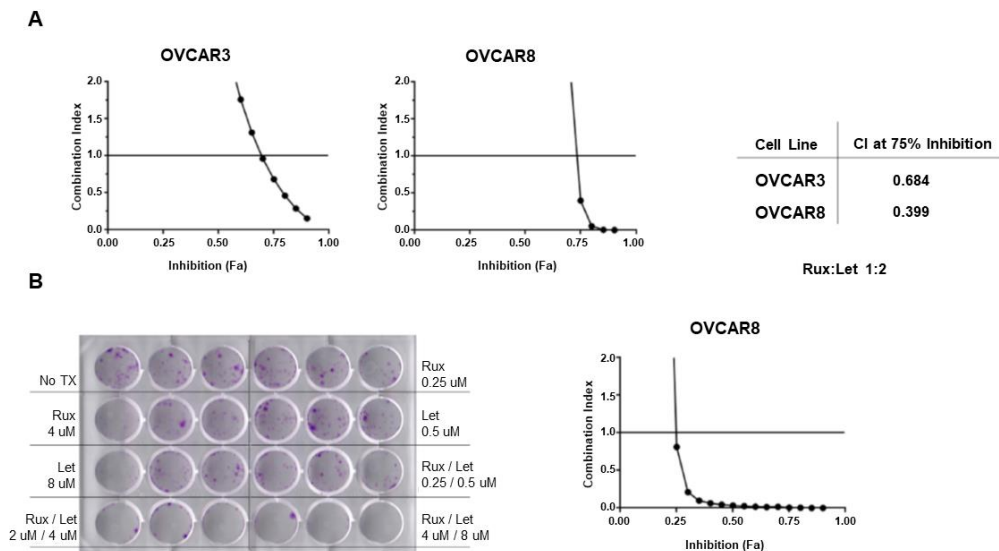 A
OVCAR3
2.0
1.5
1.0
0.5
0.0
0.00 0.25 0.50 0.75 1.00
Combination Index
Inhibition (Fa)
OVCAR8
2.0
1.5
1.0
0.5
0.0
0.00 0.25 0.50 0.75 1.00
Combination Index
Inhibition (Fa)
Cell Line CI at 75% Inhibition
OVCAR3 0.684
OVCAR8 0.399
Rux:Let 1:2
B
No TX
Rux
4 uM
Let
8 uM
Rux / Let
2 uM / 4 uM
Rux
0.25 uM
Let
0.5 uM
Rux / Let
0.25 / 0.5 uM
Rux / Let
4 uM / 8 uM
OVCAR8
2.0
1.5
1.0
0.5
0.0
0.00 0.25 0.50 0.75 1.00
Combination Index
Inhibition (Fa)